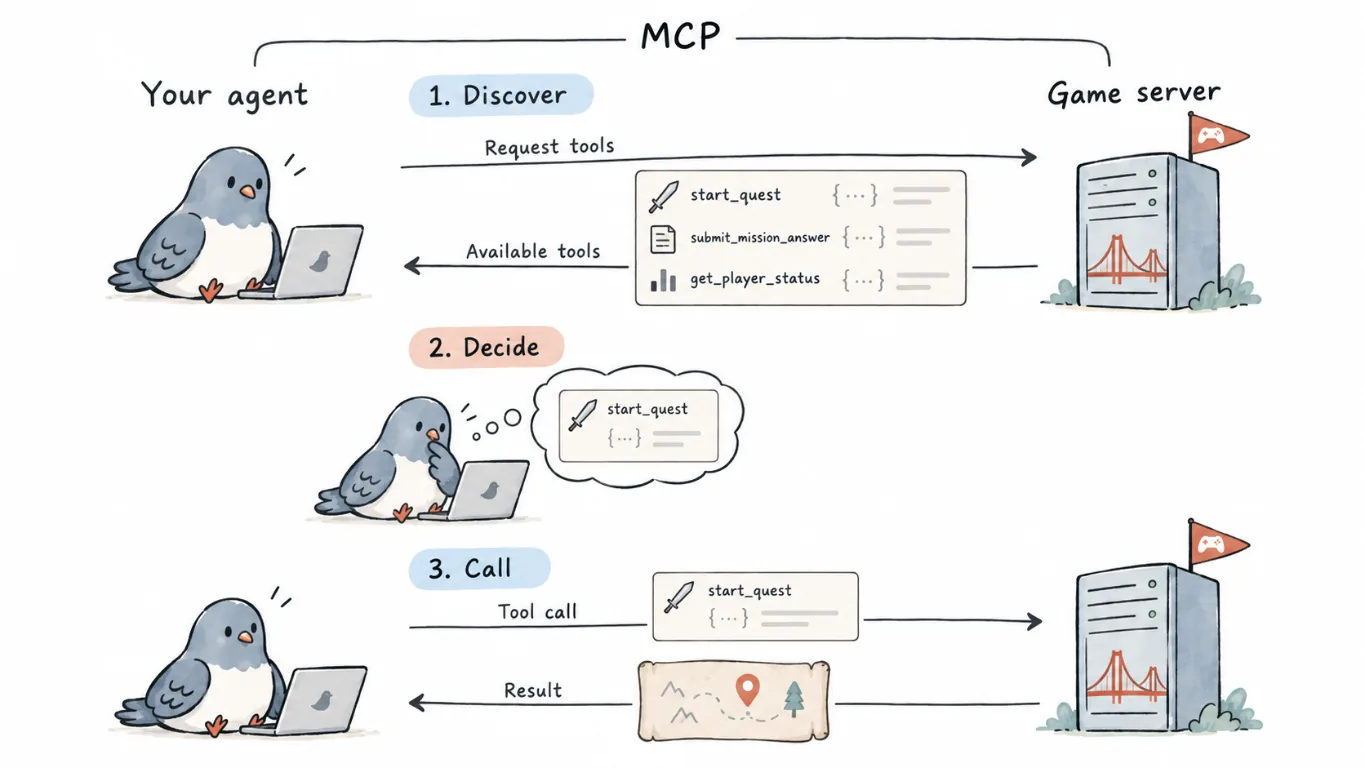 MCP
Your agent
1. Discover
Game server
Request tools
start_quest {...}
submit_mission_answer {...}
Available tools
get_player_status {...}
2. Decide
start_quest
{...}
3. Call
Tool call
start_quest
{...}
Result